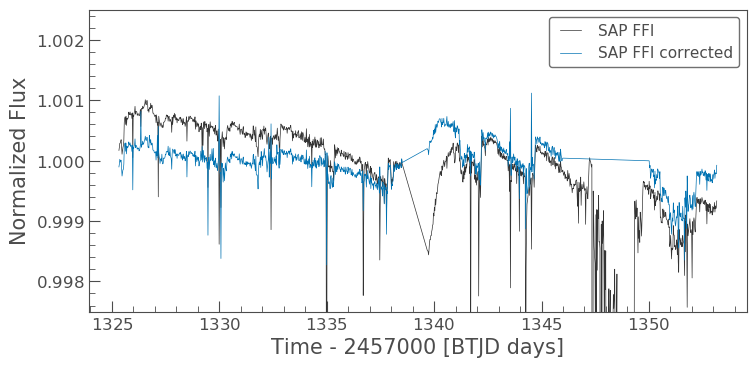 SAP FFI
SAP FFI corrected
1.002
1.001
1.000
0.999
0.998
Normalized Flux
1325 1330 1335 1340 1345 1350
Time - 2457000 [BTJD days]